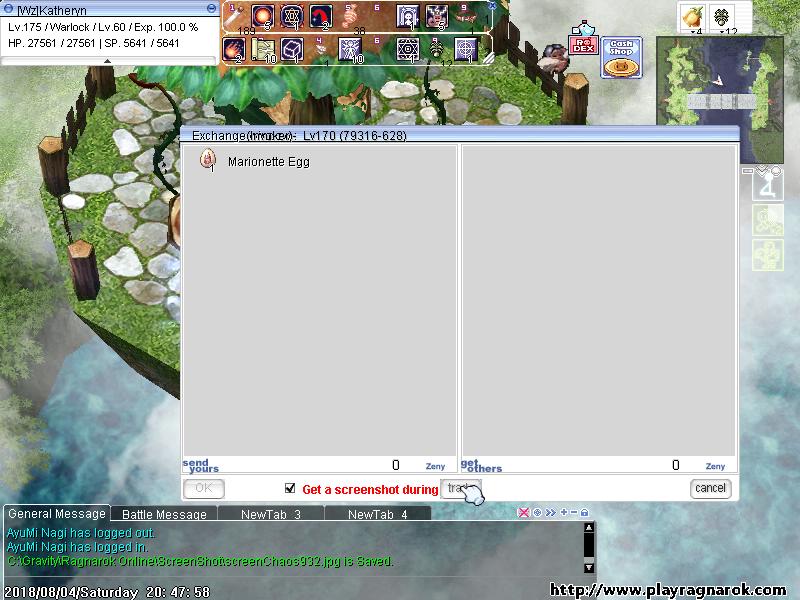 [Wz]Katheryn
Lv.175 / Warlock / Lv.60 / Exp. 100.0 %
HP. 27561 / 27561 | SP. 5641 / 5641
RO DEX
Cash Shop
Lv170 (79316-628)
Marionette Egg
1
send yours
0
Zeny
get others
0
Zeny
OK
Get a screenshot during
cancel
General Message
Battle Message
NewTab_3
NewTab_4
AyuMi Nagi has logged out.
AyuMi Nagi has logged in.
C:\Gravity\Ragnarok Online\ScreenShot\screenChaos932.jpg is Saved.
2018/08/04/Saturday 20:47:58
http://www.playragnarok.com